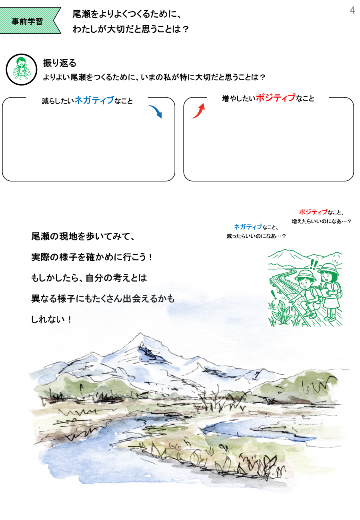 事前学習
尾瀬をよりよくつくるために、
わたしが大切だと思うことは？
4
振り返る
よりよい尾瀬をつくるために、いまの私が特に大切だと思うことは？
減らしたいネガティブなこと
増やしたいポジティブなこと
ポジティブなこと、
増えたらいいのになあ…？
ネガティブなこと、
減ったらいいのになあ…？
尾瀬の現地を歩いてみて、
実際の様子を確かめに行こう！
もしかしたら、自分の考えとは
異なる様子にもたくさん出会えるかも
しれない！
!!